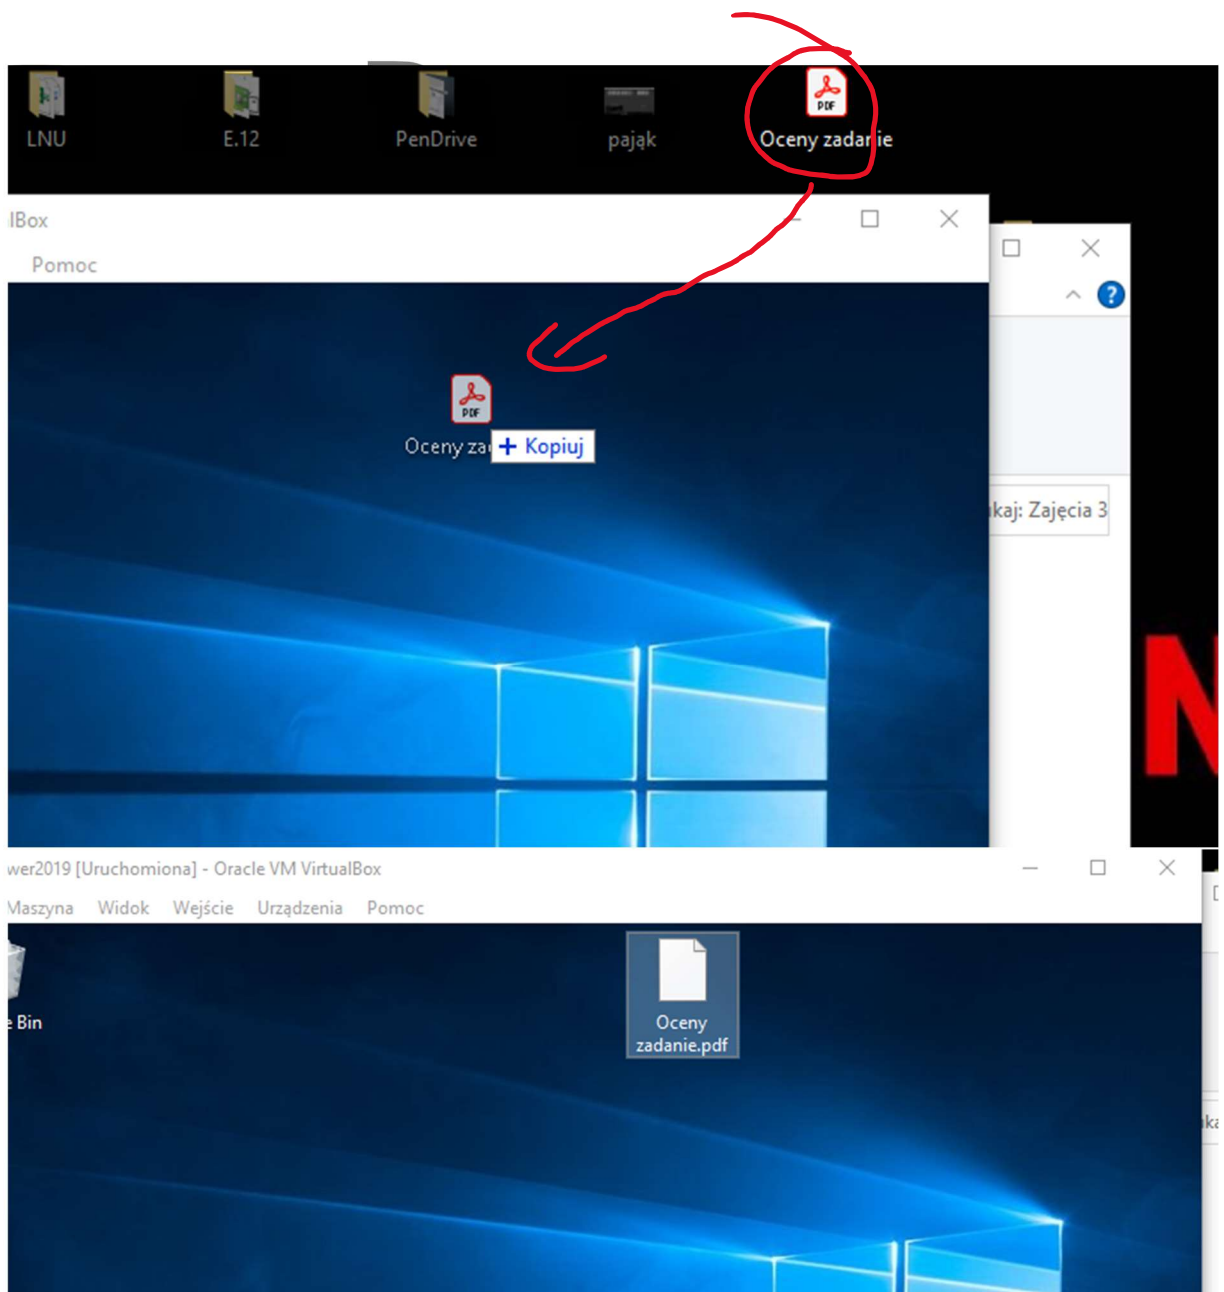 LNU
E.12
PenDrive
pająk
PDF
Oceny zadanie
lBox
Pomoc
?
PDF
Oceny
+ Kopiuj
kaj: Zajęcia 3
N
wer2019 [Uruchomiona] - Oracle VM VirtualBox
Maszyna Widok Wejście Urządzenia Pomoc
e Bin
Oceny
zadanie.pdf